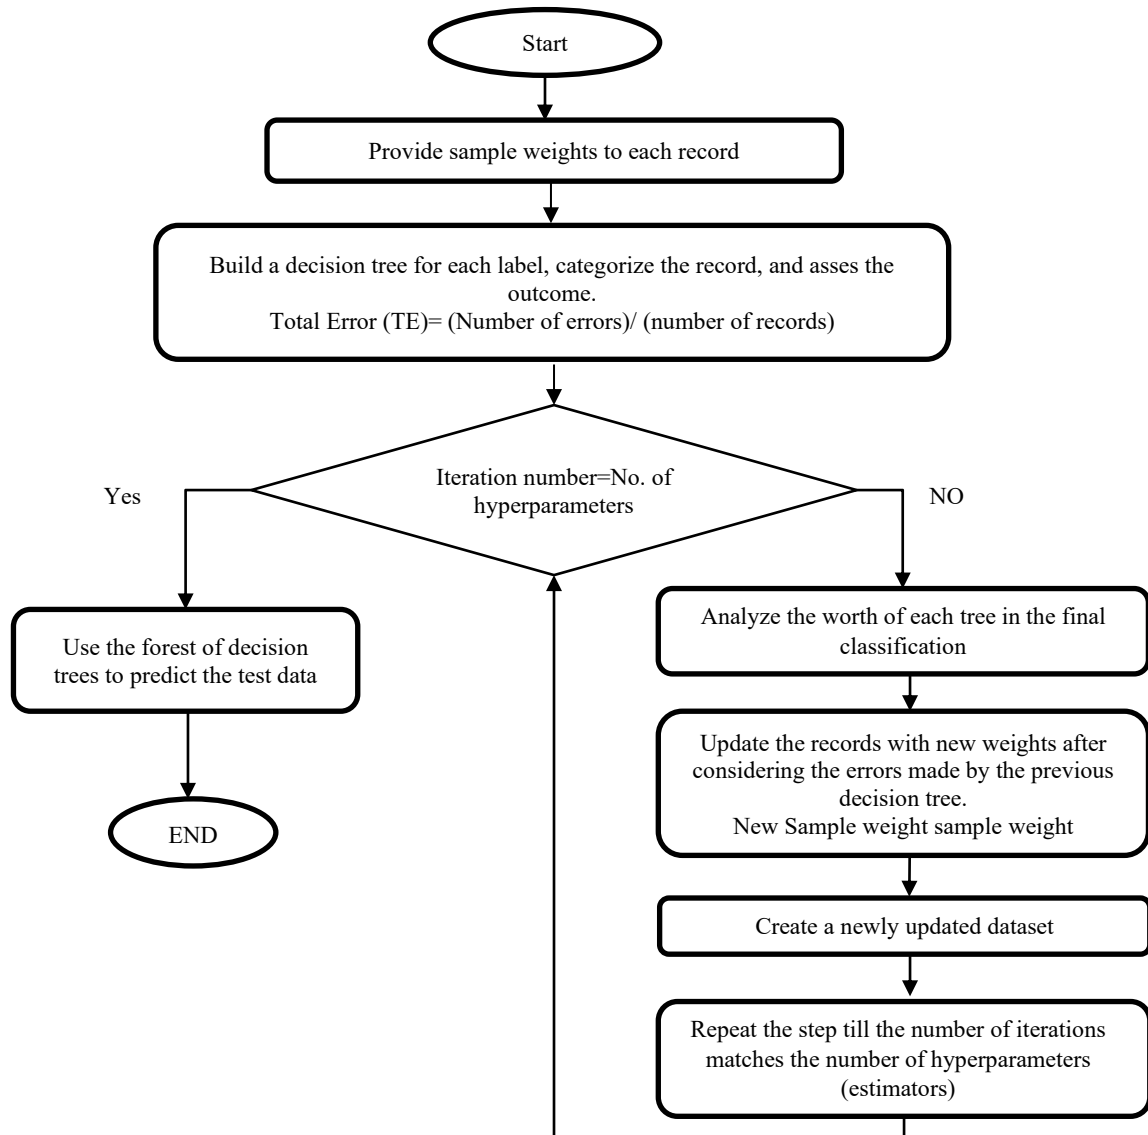 Start
Provide sample weights to each record
Build a decision tree for each label, categorize the record, and asses the
outcome.
Total Error (TE)= (Number of errors)/ (number of records)
Iteration number=No. of
hyperparameters
Yes
NO
Use the forest of decision
trees to predict the test data
END
Analyze the worth of each tree in the final
classification
Update the records with new weights after
considering the errors made by the previous
decision tree.
New Sample weight sample weight
Create a newly updated dataset
Repeat the step till the number of iterations
matches the number of hyperparameters
(estimators)